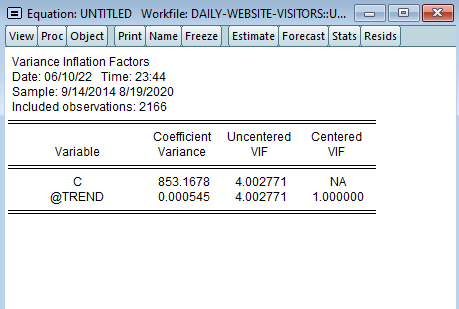 Equation: UNTITLED Workfile: DAILY-WEBSITE-VISITORS::U...
View Proc Object Print Name Freeze Estimate Forecast Stats Resids
Variance Inflation Factors
Date: 06/10/22 Time: 23:44
Sample: 9/14/2014 8/19/2020
Included observations: 2166
Coefficient Uncentered Centered
Variable Variance VIF VIF
C 853.1678 4.002771 NA
@TREND 0.000545 4.002771 1.000000